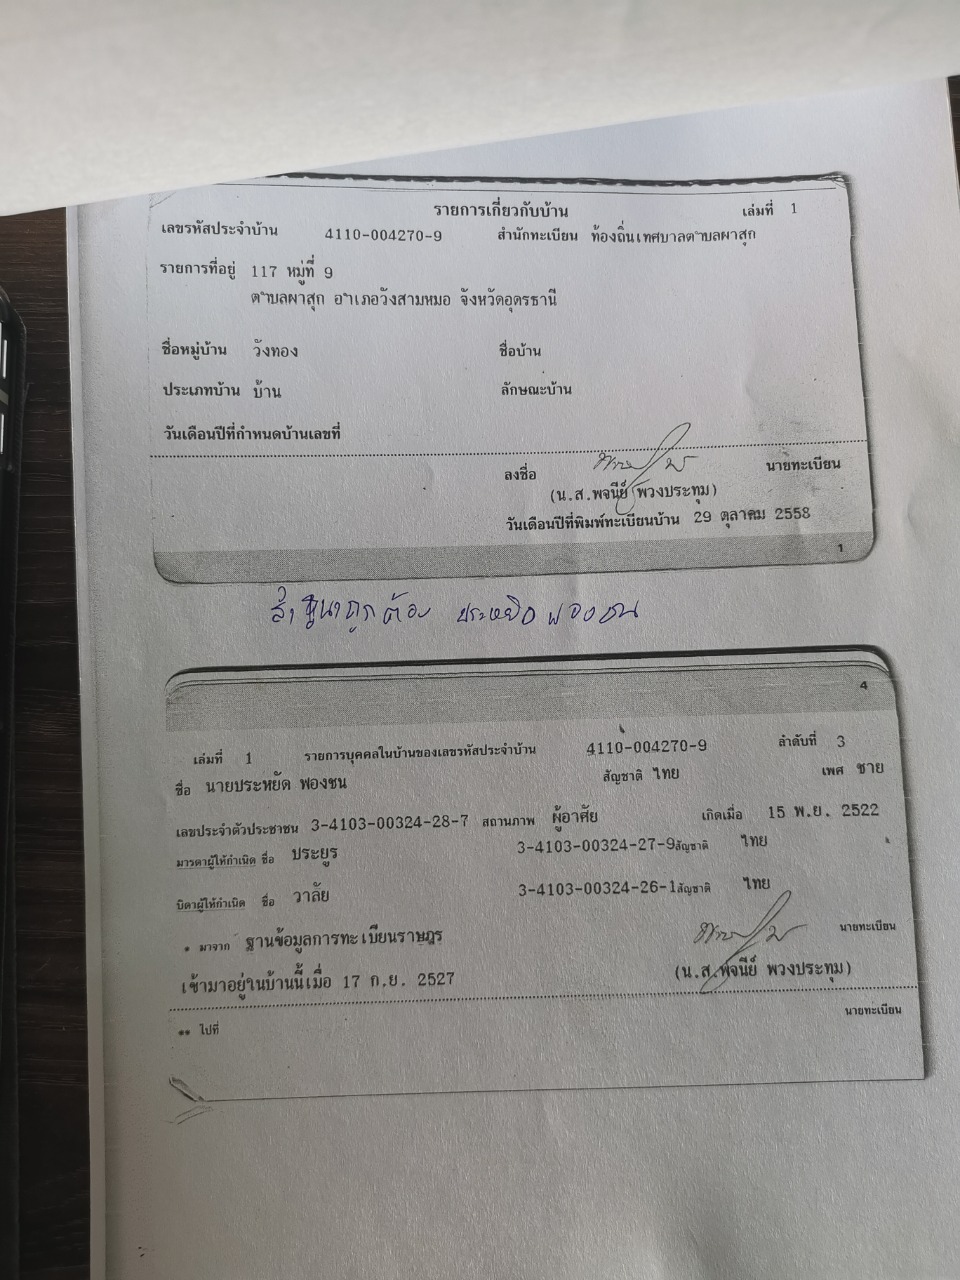 รายการเกี่ยวกับบ้าน เล่มที่ 1
เลขรหัสประจำบ้าน 4110-004270-9 สำนักทะเบียน ท้องถิ่นเทศบาลตำบลผาสุก
รายการที่อยู่ 117 หมู่ที่ 9
ตำบลผาสุก อำเภอวังสามหมอ จังหวัดอุดรธานี
ชื่อหมู่บ้าน วังทอง ชื่อบ้าน
ประเภทบ้าน บ้าน ลักษณะบ้าน
วันเดือนปีที่กำหนดบ้านเลขที่
ลงชื่อ นายทะเบียน
(น.ส.พจนีย์ พวงประทุม)
วันเดือนปีที่พิมพ์ทะเบียนบ้าน 29 ตุลาคม 2558
1
สำเนาถูกต้อง ประหยัด ฟองชน
4
เล่มที่ 1 รายการบุคคลในบ้านของเลขรหัสประจำบ้าน 4110-004270-9 ลำดับที่ 3
ชื่อ นายประหยัด ฟองชน สัญชาติ ไทย เพศ ชาย
เลขประจำตัวประชาชน 3-4103-00324-28-7 สถานภาพ ผู้อาศัย เกิดเมื่อ 15 พ.ย. 2522
มารดาผู้ให้กำเนิด ชื่อ ประยูร 3-4103-00324-27-9 สัญชาติ ไทย
บิดาผู้ให้กำเนิด ชื่อ วาลัย 3-4103-00324-26-1 สัญชาติ ไทย
* มาจาก ฐานข้อมูลการทะเบียนราษฎร นายทะเบียน
เข้ามาอยู่ในบ้านนี้เมื่อ 17 ก.ย. 2527 (น.ส.พจนีย์ พวงประทุม)
** ไปที่ นายทะเบียน